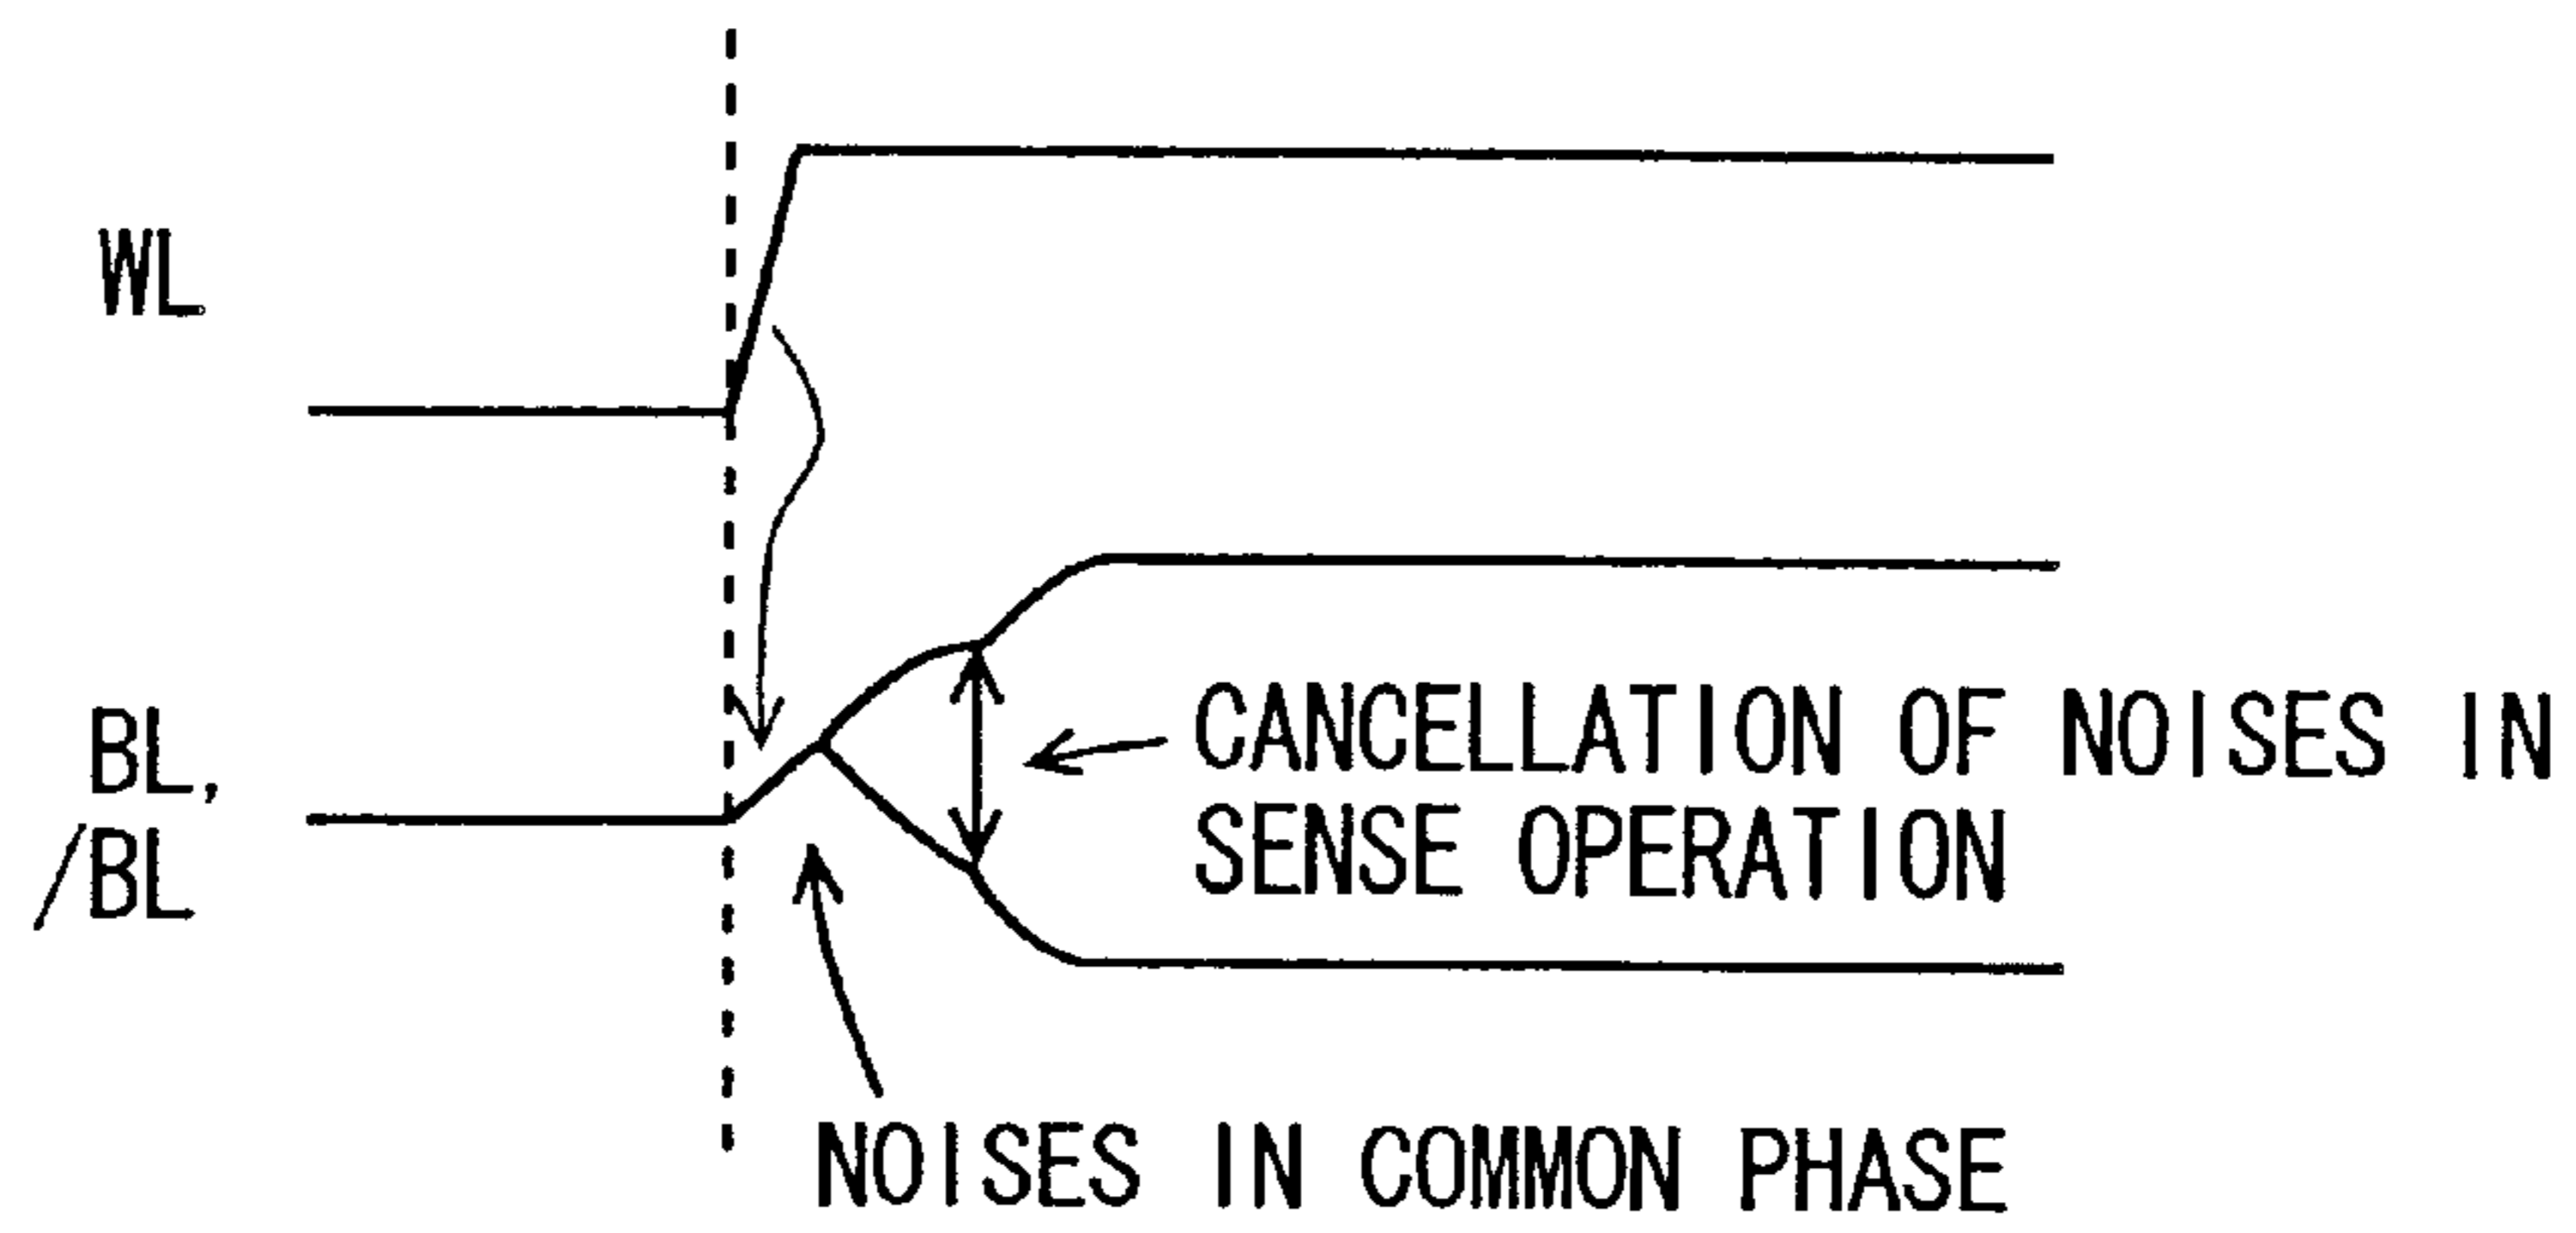 WL
BL,
/BL
CANCELLATION OF NOISES IN
SENSE OPERATION
NOISES IN COMMON PHASE